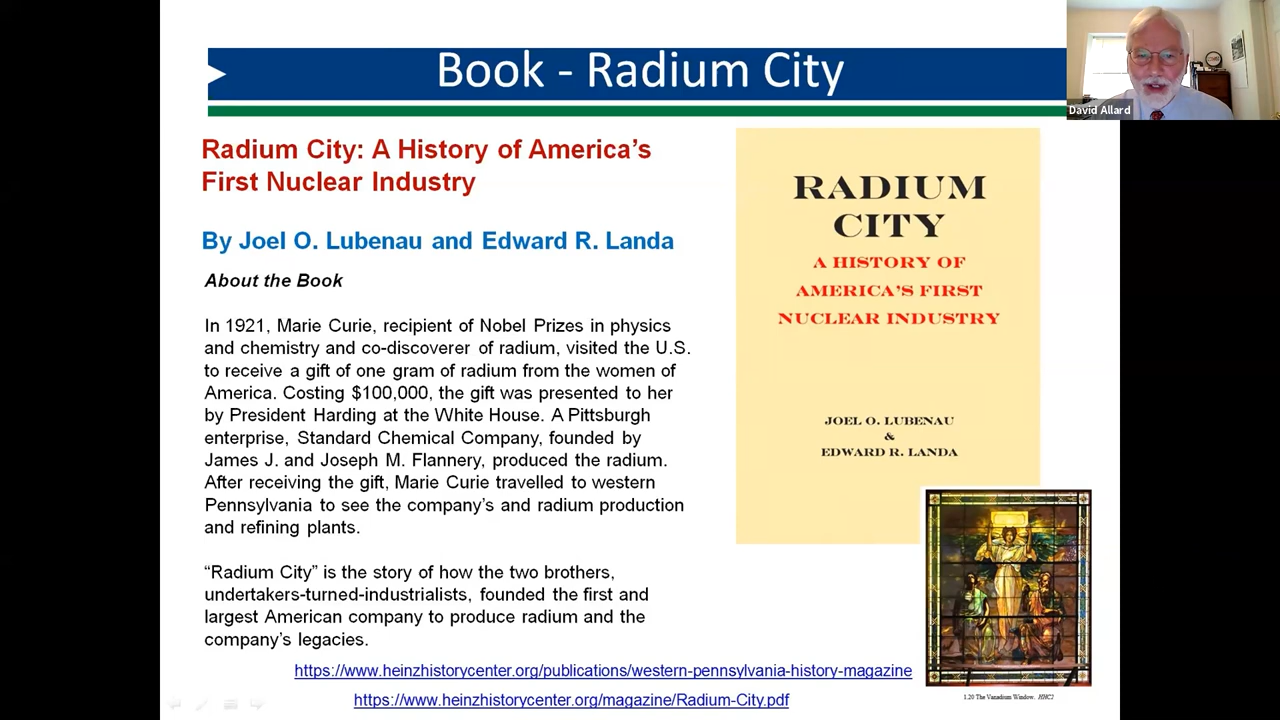 Book - Radium City
David Allard
Radium City: A History of America's
First Nuclear Industry
By Joel O. Lubenau and Edward R. Landa
About the Book
In 1921, Marie Curie, recipient of Nobel Prizes in physics
and chemistry and co-discoverer of radium, visited the U.S.
to receive a gift of one gram of radium from the women of
America. Costing $100,000, the gift was presented to her
by President Harding at the White House. A Pittsburgh
enterprise, Standard Chemical Company, founded by
James J. and Joseph M. Flannery, produced the radium.
After receiving the gift, Marie Curie travelled to western
Pennsylvania to see the company's and radium production
and refining plants.
“Radium City” is the story of how the two brothers,
undertakers-turned-industrialists, founded the first and
largest American company to produce radium and the
company's legacies.
https://www.heinzhistorycenter.org/publications/western-pennsylvania-history-magazine
https://www.heinzhistorycenter.org/magazine/Radium-City.pdf
RADIUM
CITY
A HISTORY OF
AMERICA'S FIRST
NUCLEAR INDUSTRY
JOEL O. LUBENAU
&
EDWARD R. LANDA
1.20 The Vanadium Window. HHC2